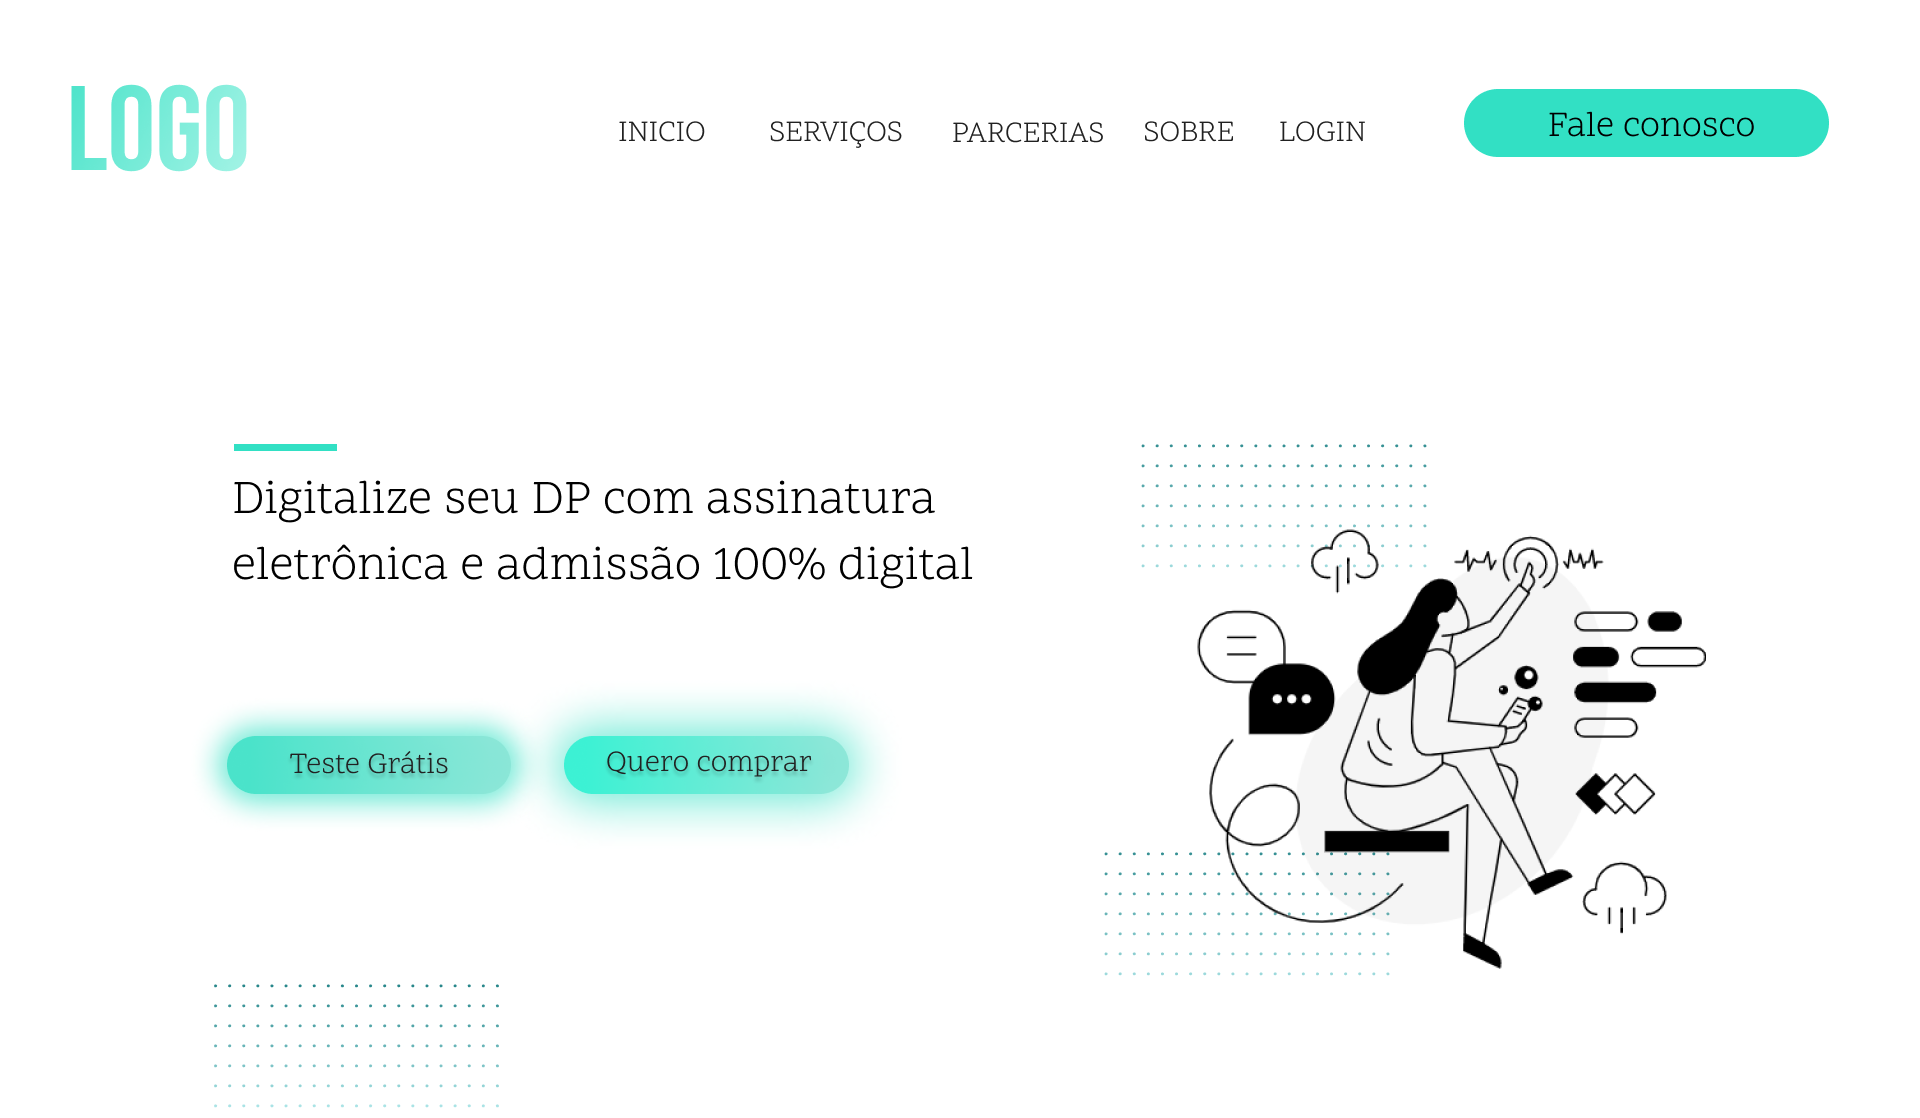 LOGO
INICIO
SERVIÇOS
PARCERIAS
SOBRE
LOGIN
Fale conosco
Digitalize seu DP com assinatura
eletrônica e admissão 100% digital
Teste Grátis
Quero comprar